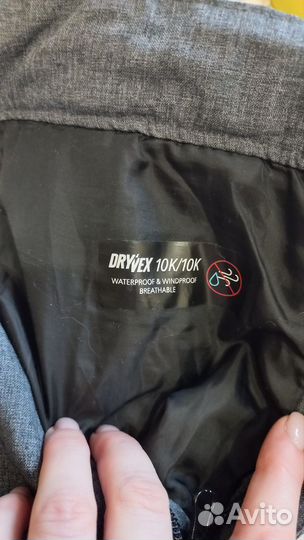 DRYVEX 10K/10K
WATERPROOF & WINDPROOF
BREATHABLE
Avito